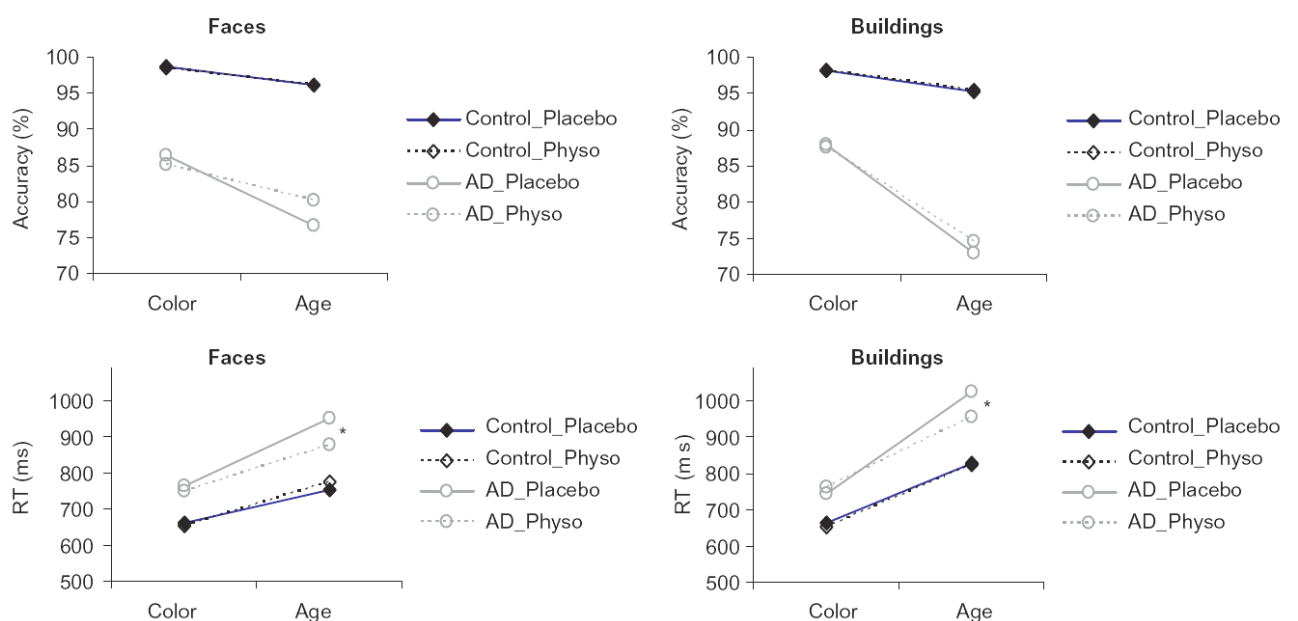 Faces
Accuracy (%)
100
95
90
85
80
75
70
Color Age
Control_Placebo
Control_Physo
AD_Placebo
AD_Physo
Buildings
Accuracy (%)
100
95
90
85
80
75
70
Color Age
Control_Placebo
Control_Physo
AD_Placebo
AD_Physo
Faces
RT (ms)
1000
900
800
700
600
500
*
Color Age
Control_Placebo
Control_Physo
AD_Placebo
AD_Physo
Buildings
RT (m s)
1000
900
800
700
600
500
*
Color Age
Control_Placebo
Control_Physo
AD_Placebo
AD_Physo